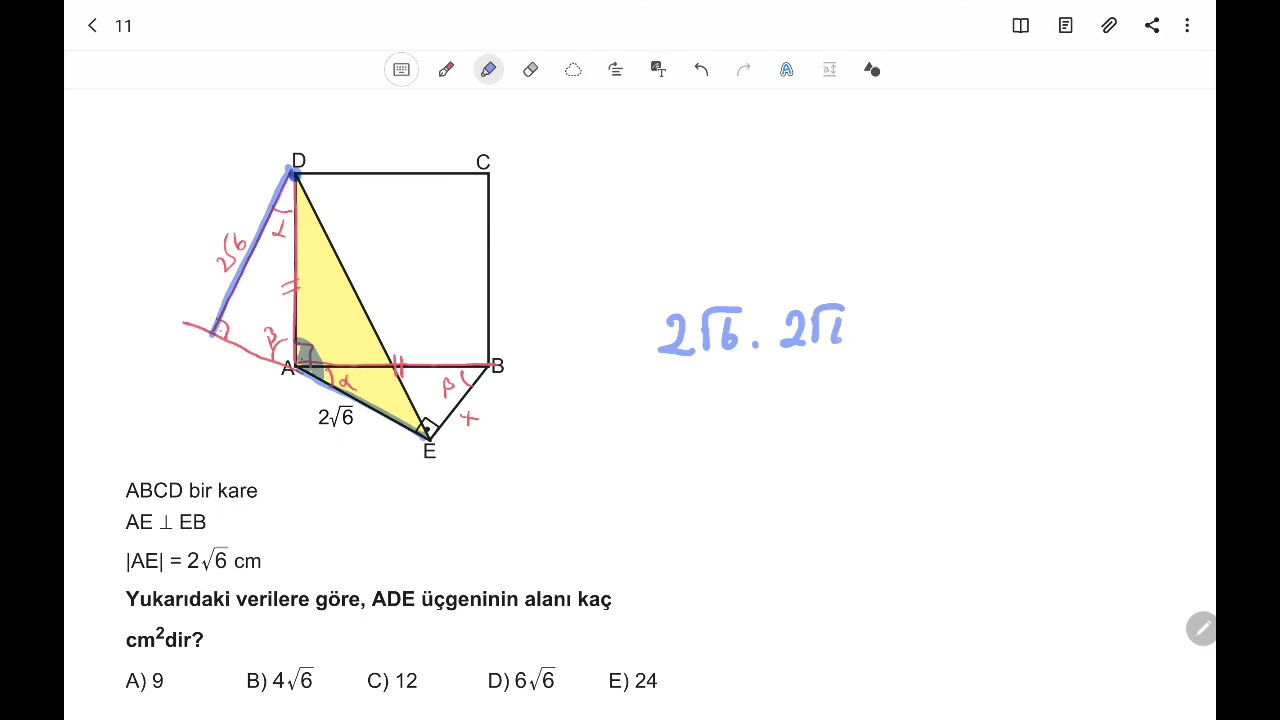 11
D
C
2√6
α
β
A
B
α
β
2√6
x
E
2√6 . 2√6
ABCD bir kare
AE ⊥ EB
|AE| = 2√6 cm
Yukarıdaki verilere göre, ADE üçgeninin alanı kaç
cm²dir?
A) 9 B) 4√6 C) 12 D) 6√6 E) 24